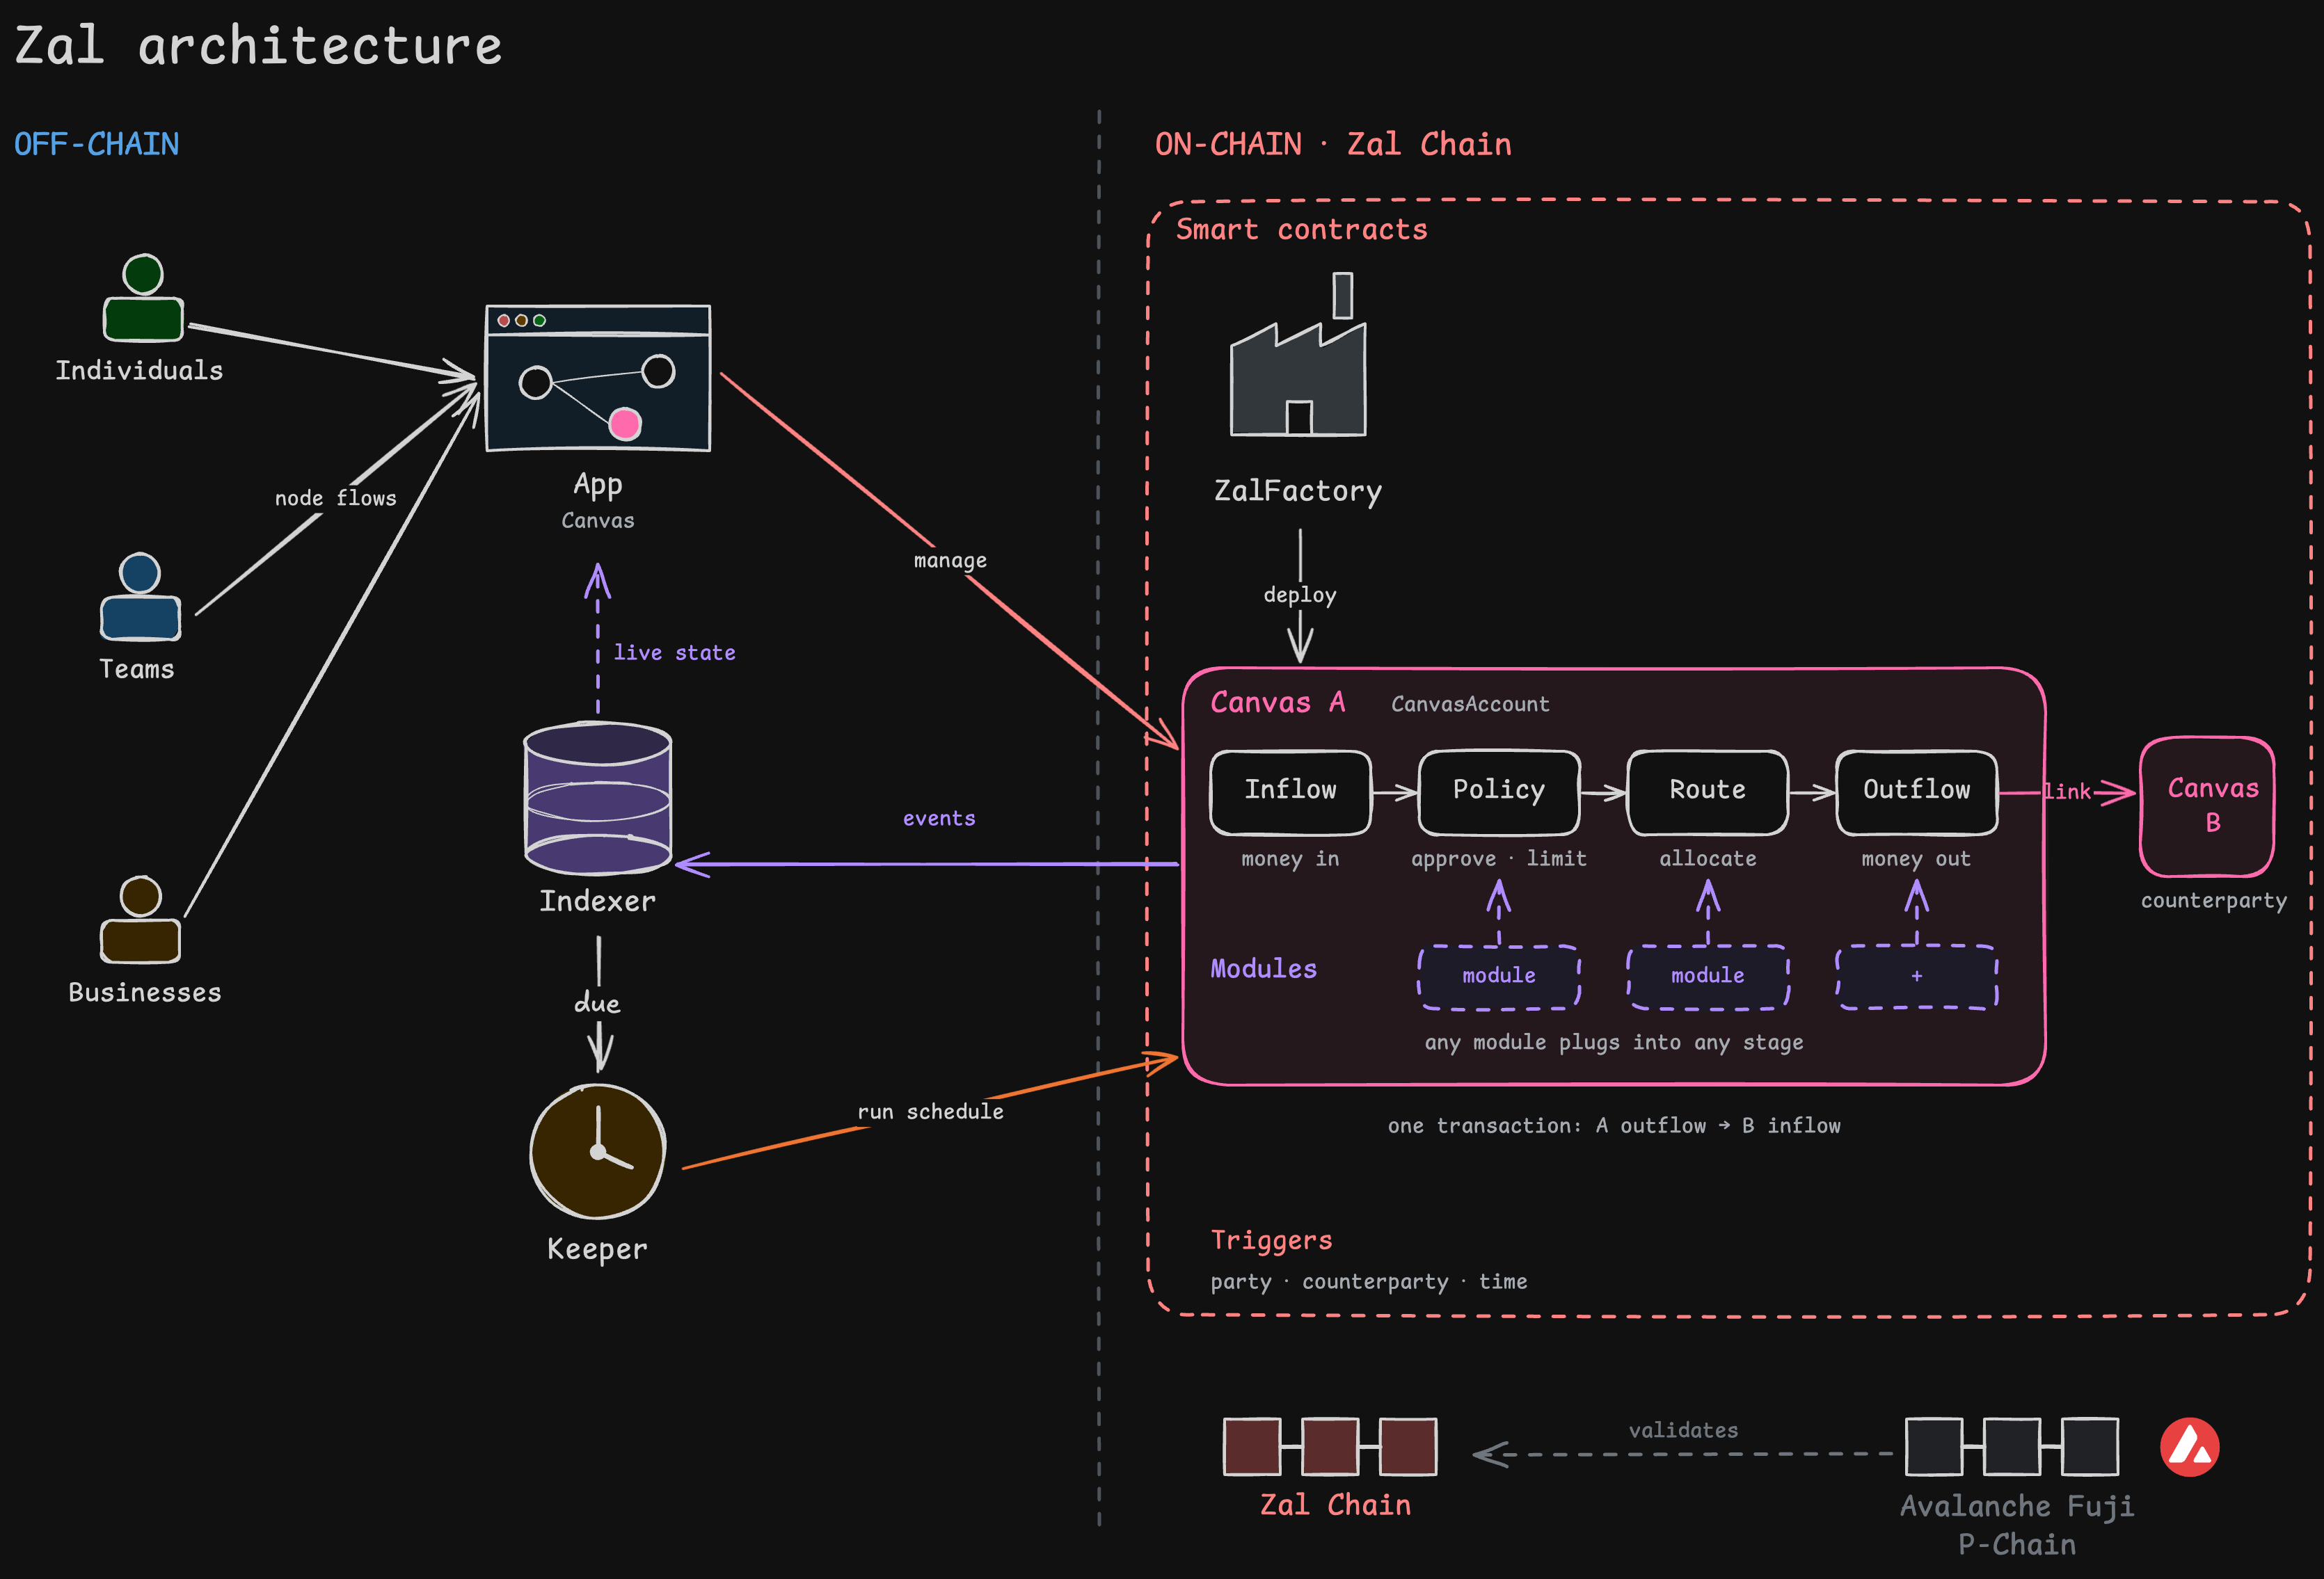 Zal architecture
OFF-CHAIN
ON-CHAIN · Zal Chain
Smart contracts
Individuals
node flows
Teams
Businesses
App
Canvas
live state
Indexer
due
Keeper
manage
events
run schedule
ZalFactory
deploy
Canvas A
CanvasAccount
Inflow
Policy
Route
Outflow
link
Canvas
B
money in
approve · limit
allocate
money out
counterparty
Modules
module
module
+
any module plugs into any stage
one transaction: A outflow → B inflow
Triggers
party · counterparty · time
validates
Zal Chain
Avalanche Fuji
P-Chain